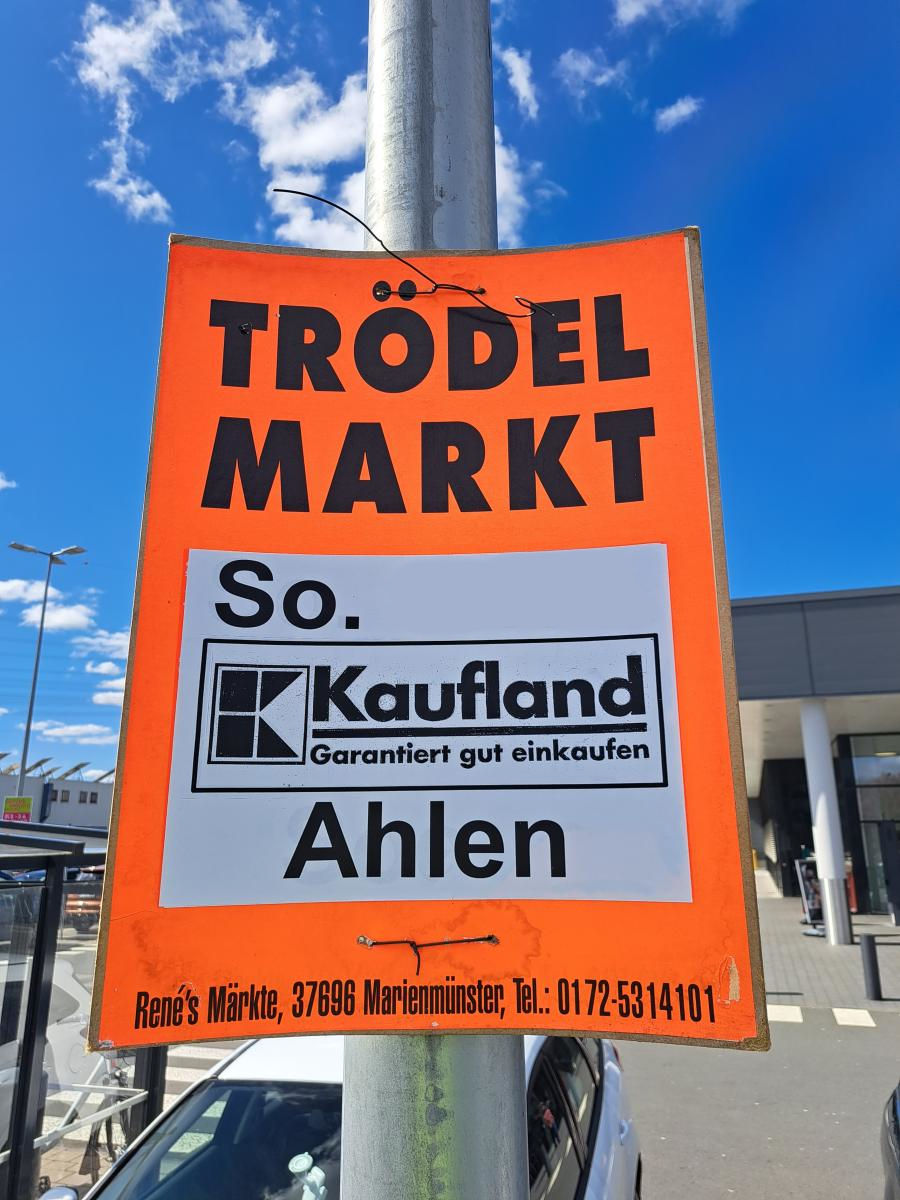 TRÖDEL
MARKT
So.
Kaufland
Garantiert gut einkaufen
Ahlen
René's Märkte, 37696 Marienmünster, Tel.: 0172-5314101